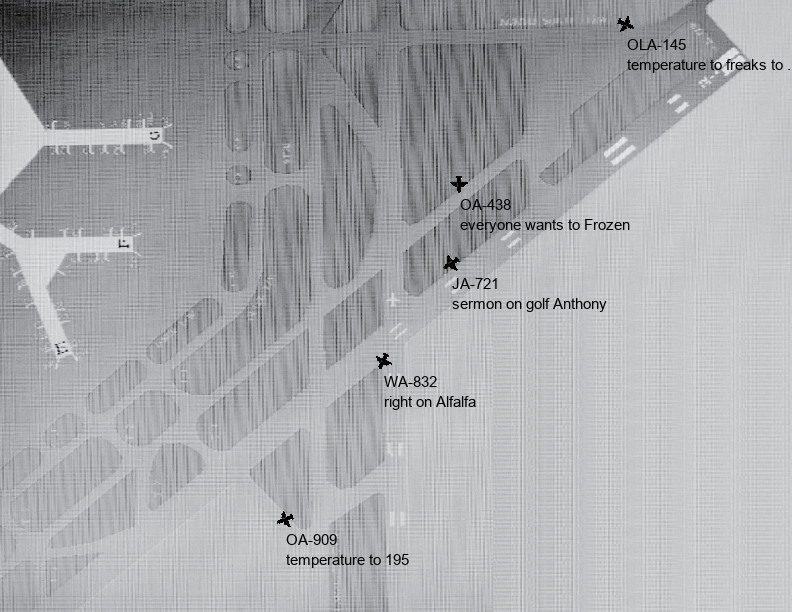 OLA-145
temperature to freaks to .
G
OA-438
everyone wants to Frozen
F
JA-721
sermon on golf Anthony
WA-832
right on Alfalfa
OA-909
temperature to 195